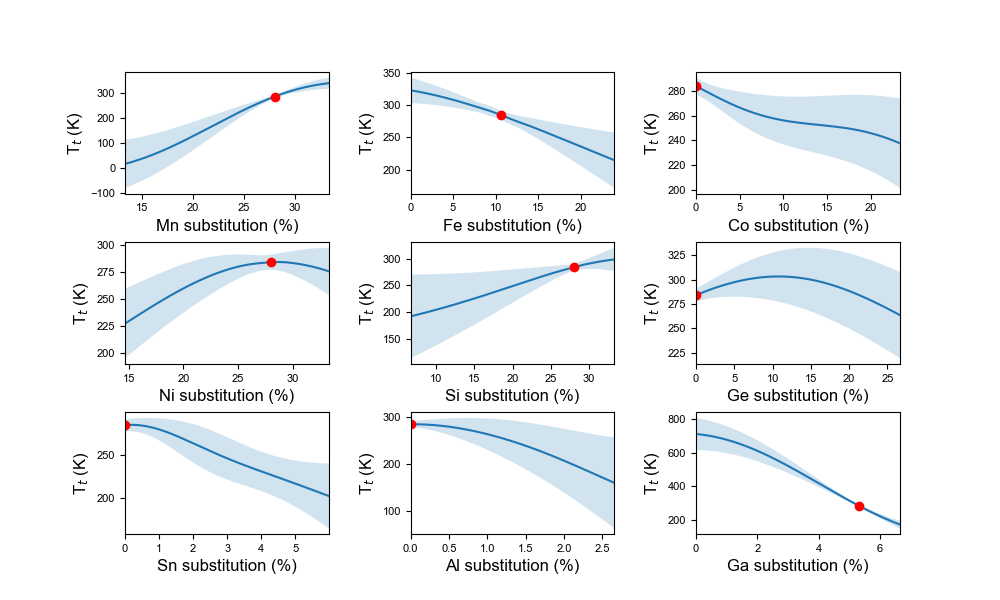 300
200
100
0
−100
T_t (K)
15 20 25 30
Mn substitution (%)
350
300
250
200
T_t (K)
0 5 10 15 20
Fe substitution (%)
280
260
240
220
200
T_t (K)
0 5 10 15 20
Co substitution (%)
300
275
250
225
200
T_t (K)
15 20 25 30
Ni substitution (%)
300
250
200
150
T_t (K)
10 15 20 25 30
Si substitution (%)
325
300
275
250
225
T_t (K)
0 5 10 15 20 25
Ge substitution (%)
250
200
T_t (K)
0 1 2 3 4 5
Sn substitution (%)
300
200
100
T_t (K)
0.0 0.5 1.0 1.5 2.0 2.5
Al substitution (%)
800
600
400
200
T_t (K)
0 2 4 6
Ga substitution (%)